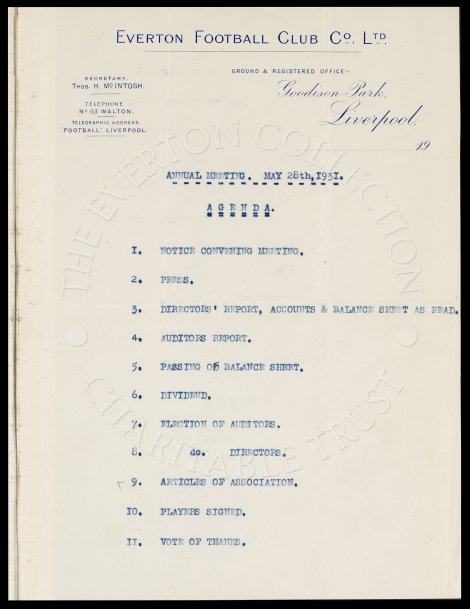 EVERTON FOOTBALL CLUB Co. LTD
SECRETARY,
THOS. H. McINTOSH.
TELEPHONE
No 63 WALTON.
TELEGRAPHIC ADDRESS,
"FOOTBALL" LIVERPOOL.
GROUND & REGISTERED OFFICE:-
Goodison Park,
Liverpool.
19
ANNUAL MEETING. MAY 28th, 1931.
AGENDA.
1. NOTICE CONVENING MEETING.
2. PRESS.
3. DIRECTORS' REPORT, ACCOUNTS & BALANCE SHEET AS READ.
4. AUDITORS REPORT.
5. PASSING OF BALANCE SHEET.
6. DIVIDEND.
7. ELECTION OF AUDITORS.
8. do. DIRECTORS.
9. ARTICLES OF ASSOCIATION.
10. PLAYERS SIGNED.
11. VOTE OF THANKS.
THE EVERTON COLLECTION
CHARITABLE TRUST